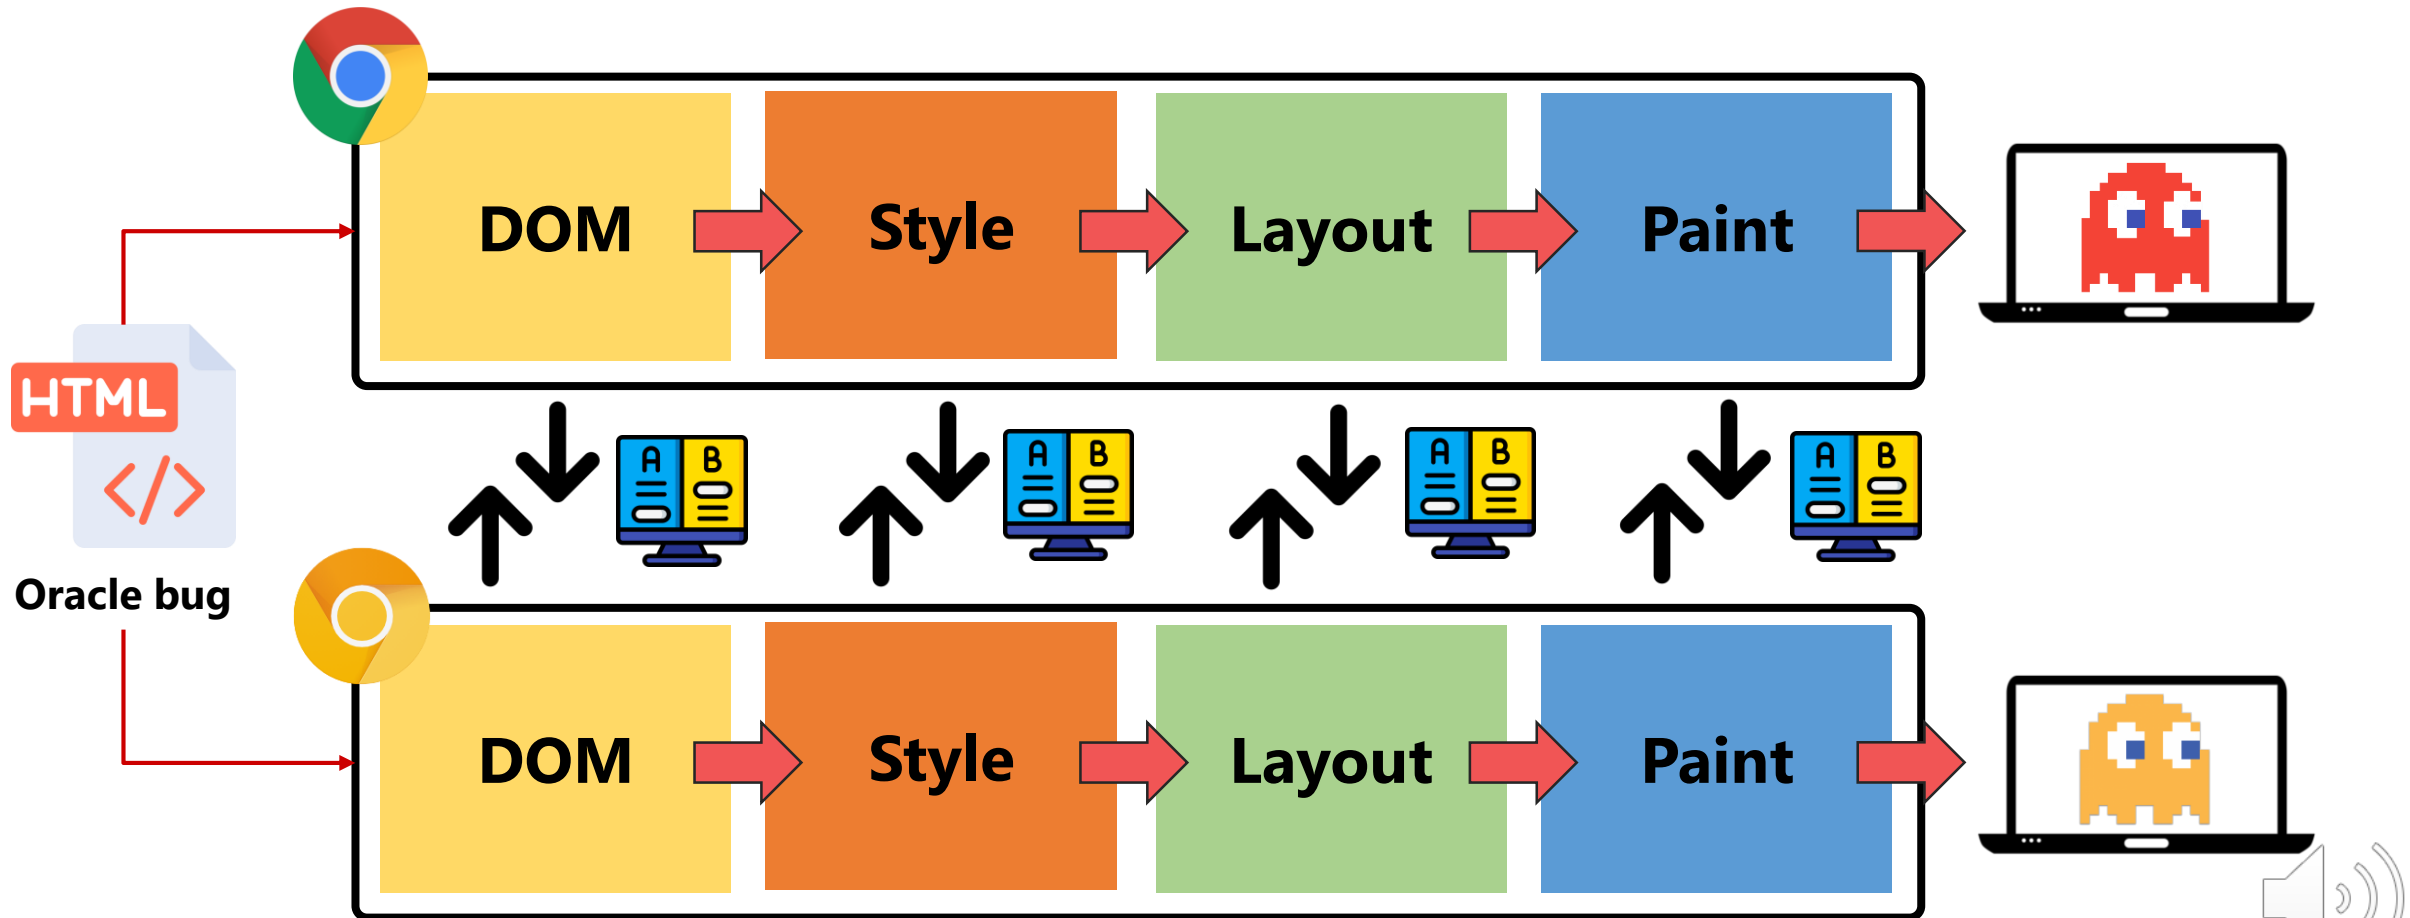 DOM
Style
Layout
Paint
HTML
</>
A B
A B
A B
A B
Oracle bug
DOM
Style
Layout
Paint